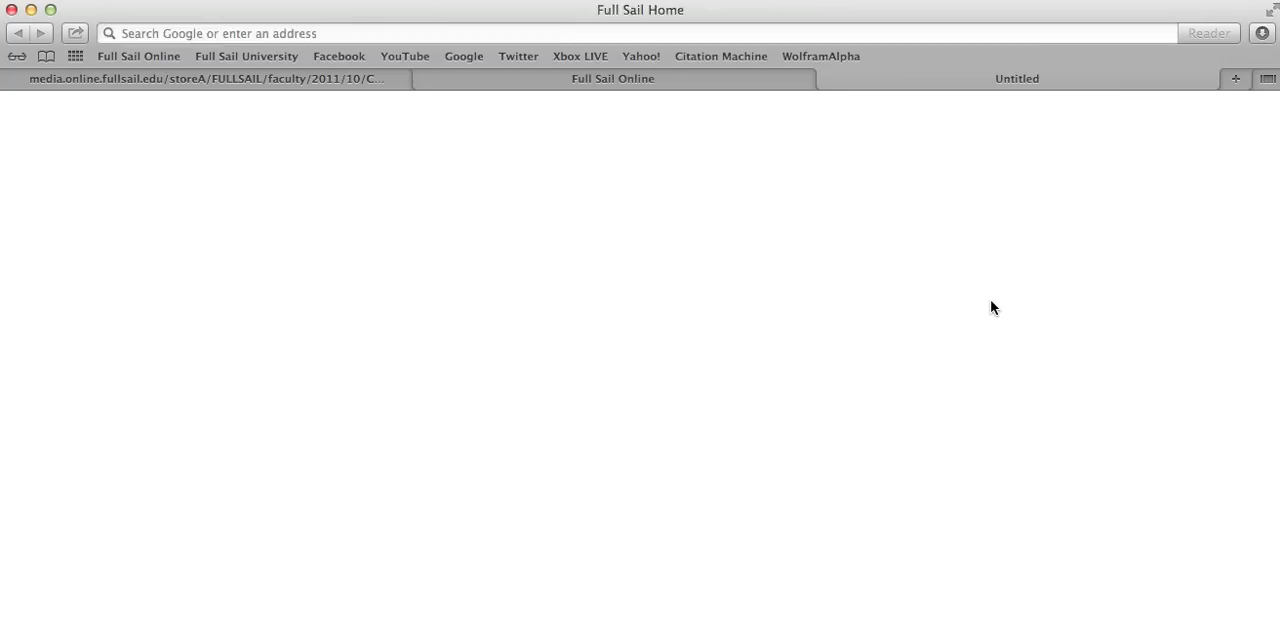 Full Sail Home
Search Google or enter an address
Reader
Full Sail Online Full Sail University Facebook YouTube Google Twitter Xbox LIVE Yahoo! Citation Machine WolframAlpha
media.online.fullsail.edu/storeA/FULLSAIL/faculty/2011/10/C... Full Sail Online Untitled